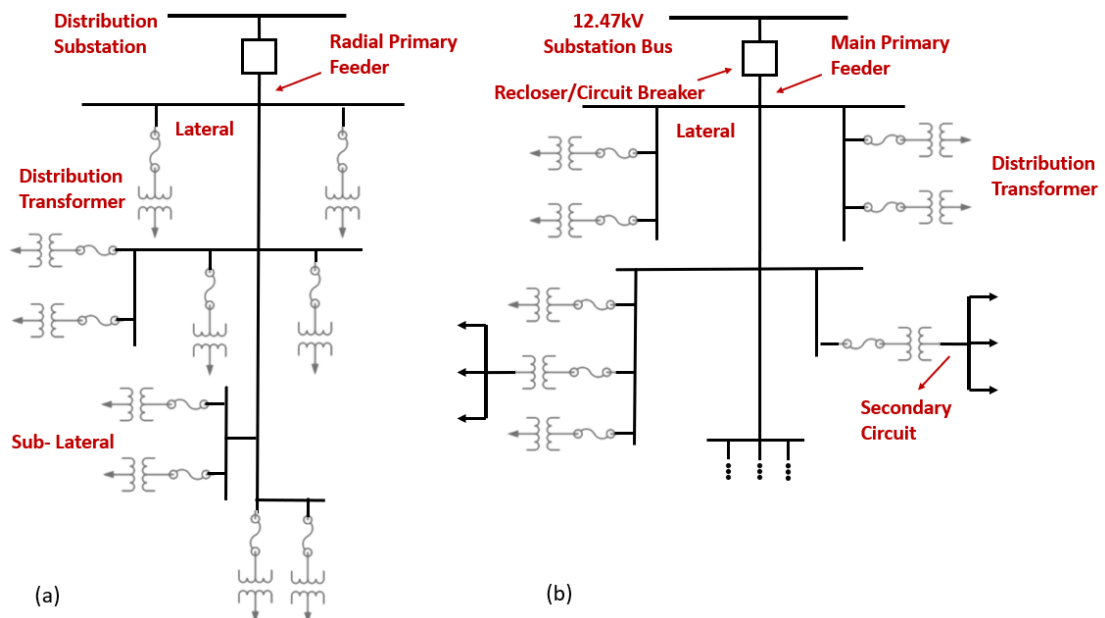 Distribution
Substation
Radial Primary
Feeder
Lateral
Distribution
Transformer
Sub- Lateral
(a)
12.47kV
Substation Bus
Main Primary
Feeder
Recloser/Circuit Breaker
Lateral
Distribution
Transformer
Secondary
Circuit
(b)